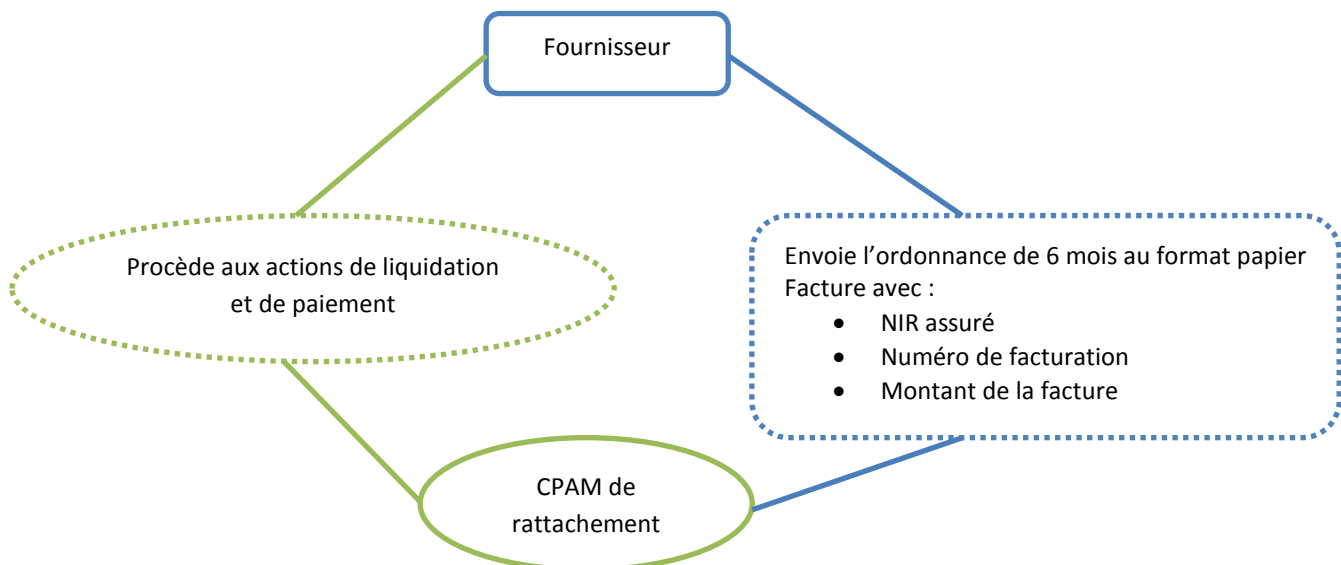 Fournisseur
Procède aux actions de liquidation
et de paiement
Envoie l’ordonnance de 6 mois au format papier
Facture avec :
• NIR assuré
• Numéro de facturation
• Montant de la facture
CPAM de
rattachement